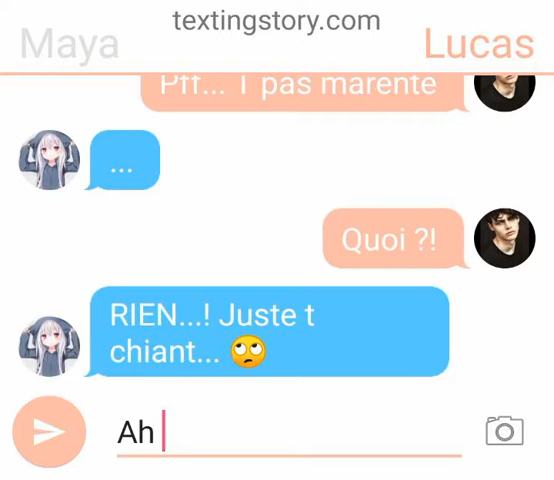 textingstory.com
Maya
Lucas
Pff... T pas marente
...
Quoi ?!
RIEN...! Juste t
chiant... 🙄
Ah